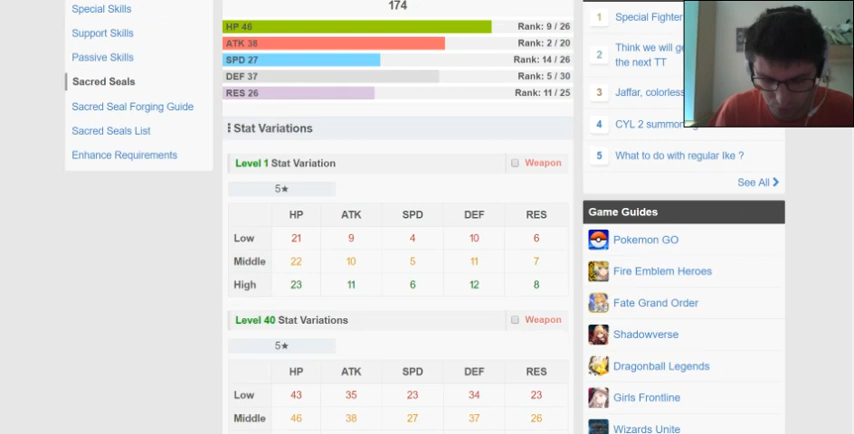 Special Skills
Support Skills
Passive Skills
Sacred Seals
Sacred Seal Forging Guide
Sacred Seals List
Enhance Requirements
174
HP 46 Rank: 9 / 26
ATK 38 Rank: 2 / 20
SPD 27 Rank: 14 / 26
DEF 37 Rank: 5 / 30
RES 26 Rank: 11 / 25
Stat Variations
Level 1 Stat Variation Weapon
5★
HP ATK SPD DEF RES
Low 21 9 4 10 6
Middle 22 10 5 11 7
High 23 11 6 12 8
Level 40 Stat Variations Weapon
5★
HP ATK SPD DEF RES
Low 43 35 23 34 23
Middle 46 38 27 37 26
1 Special Fighter
2 Think we will
the next TT
3 Jaffar, colorless
4 CYL 2
5 What to do with regular Ike ?
See All
Game Guides
Pokemon GO
Fire Emblem Heroes
Fate Grand Order
Shadowverse
Dragonball Legends
Girls Frontline
Wizards Unite